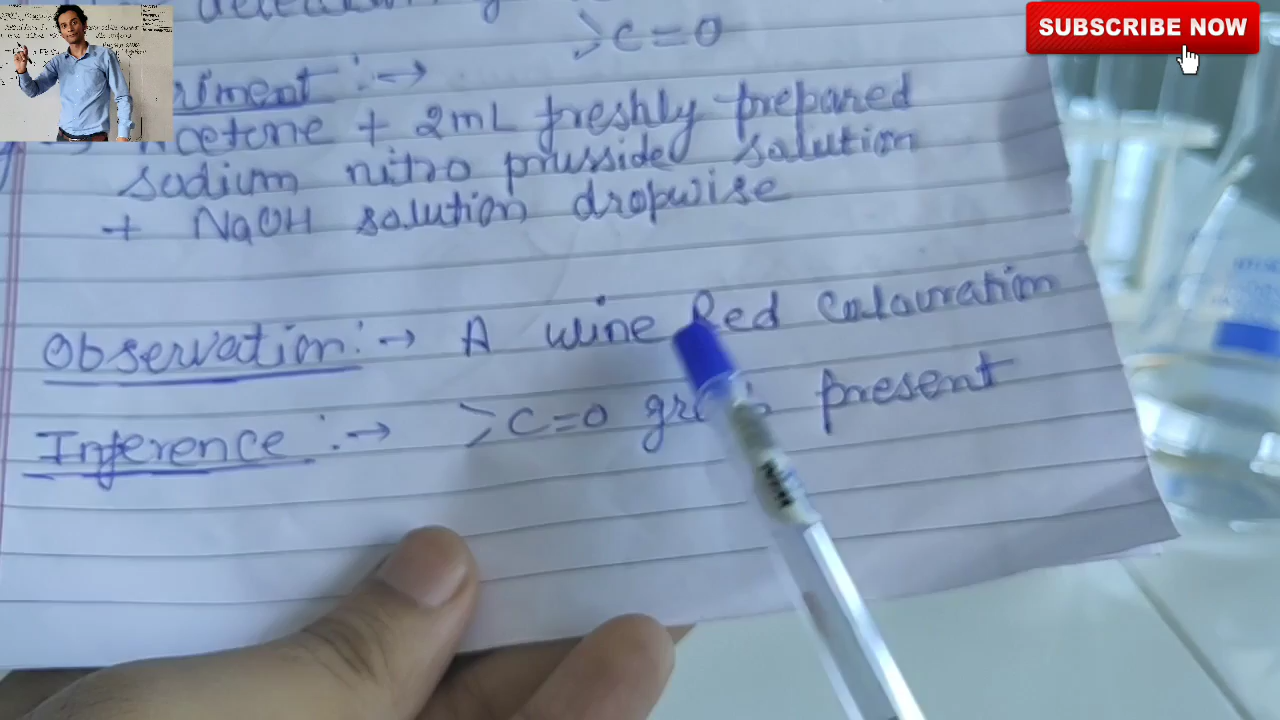 SUBSCRIBE NOW
>C=O
Acetone + 2mL freshly prepared
sodium nitro prusside solution
+ NaOH solution dropwise
Observation :→ A wine Red Colouration
Inference :→ >C=O present